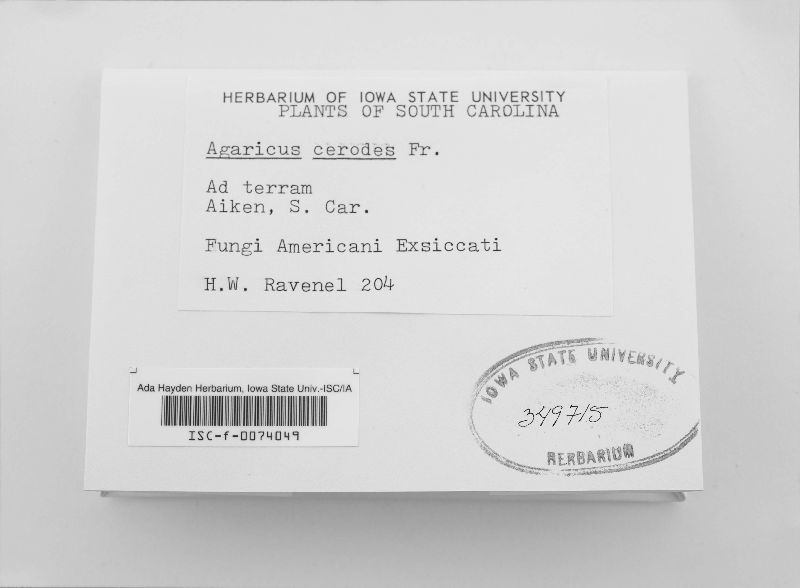 HERBARIUM OF IOWA STATE UNIVERSITY
PLANTS OF SOUTH CAROLINA
Agaricus cerodes Fr.
Ad terram
Aiken, S. Car.
Fungi Americani Exsiccati
H.W. Ravenel 204
Ada Hayden Herbarium, Iowa State Univ.-ISC/IA
ISC-f-0074049
IOWA STATE UNIVERSITY
349715
HERBARIUM